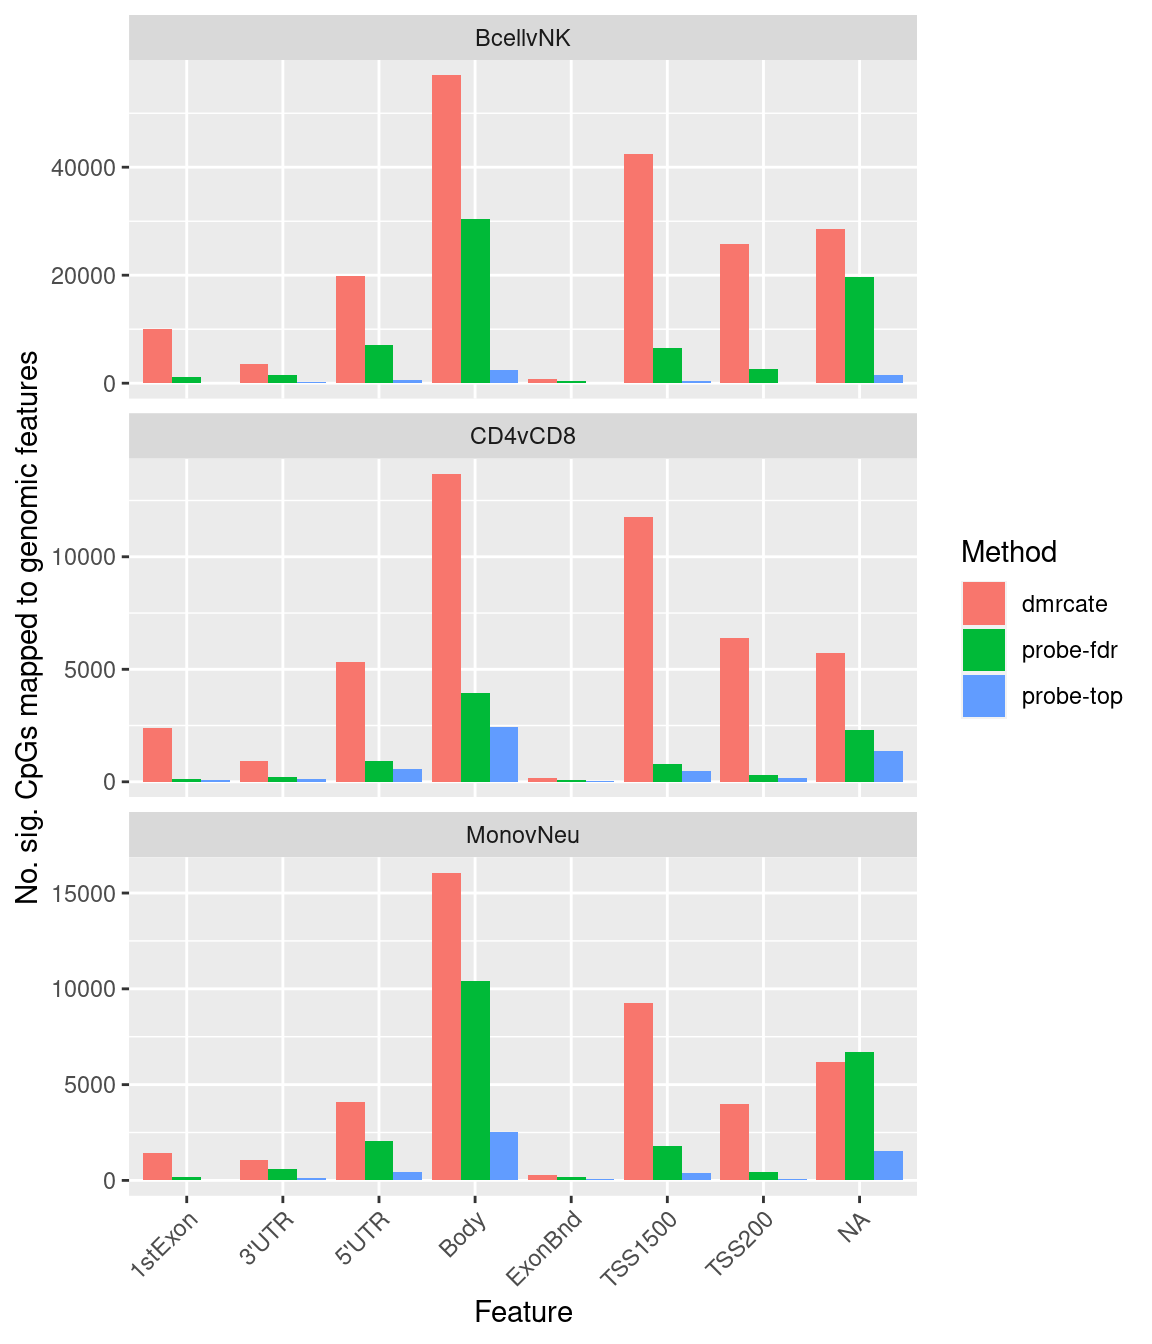 BcellvNK
40000
20000
0
CD4vCD8
10000
5000
0
MonovNeu
15000
10000
5000
0
No. sig. CpGs mapped to genomic features
1stExon
3'UTR
5'UTR
Body
ExonBnd
TSS1500
TSS200
NA
Feature
Method
dmrcate
probe-fdr
probe-top